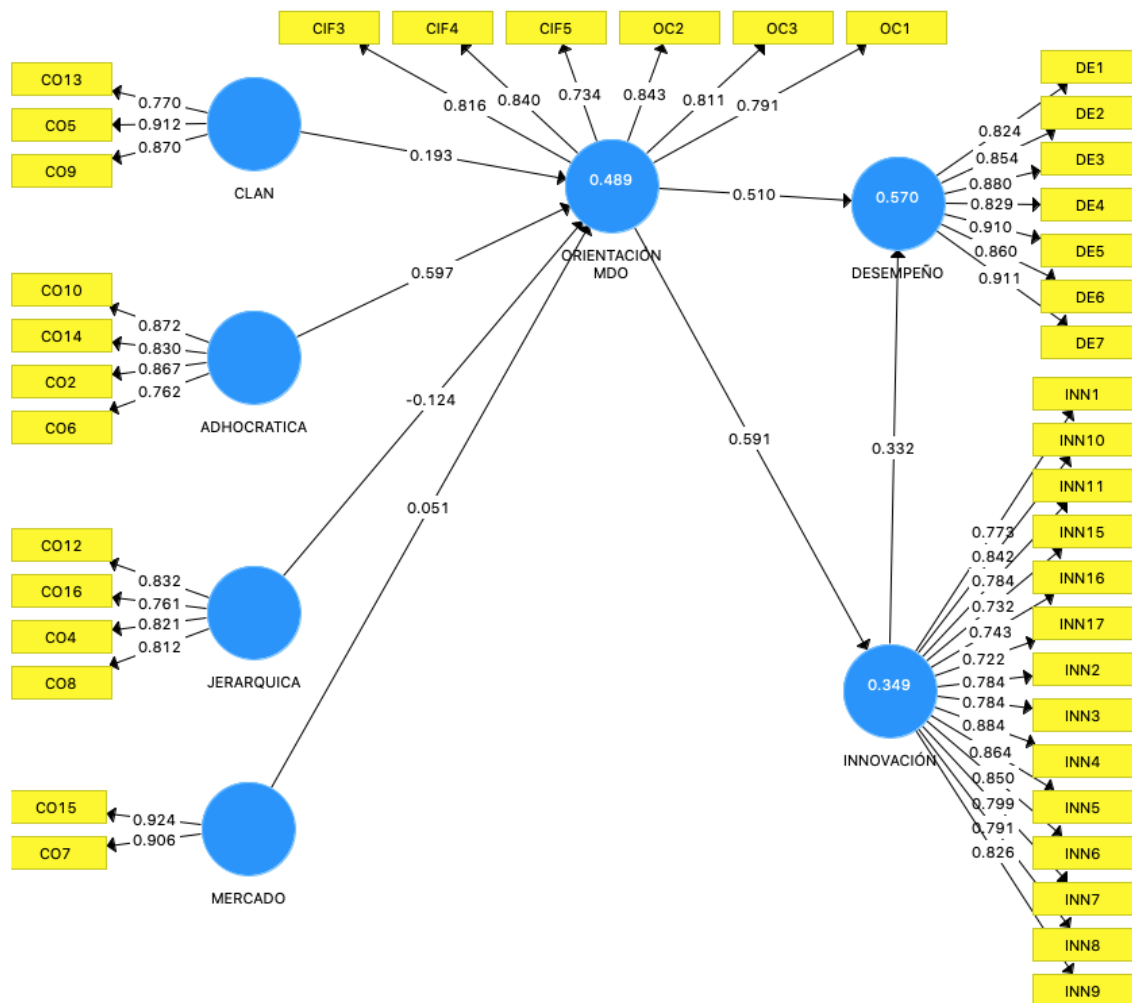 CIF3
CIF4
CIF5
OC2
OC3
OC1
0.816
0.840
0.734
0.843
0.811
0.791
CO13
CO5
CO9
0.770
0.912
0.870
CLAN
0.193
0.489
ORIENTACIÓN
MDO
0.510
0.570
DESEMPEÑO
DE1
DE2
DE3
DE4
DE5
DE6
DE7
0.824
0.854
0.880
0.829
0.910
0.860
0.911
CO10
CO14
CO2
CO6
0.872
0.830
0.867
0.762
ADHOCRATICA
0.597
-0.124
0.051
0.591
0.332
CO12
CO16
CO4
CO8
0.832
0.761
0.821
0.812
JERARQUICA
CO15
CO7
0.924
0.906
MERCADO
0.349
INNOVACIÓN
0.773
0.842
0.784
0.732
0.743
0.722
0.784
0.784
0.884
0.864
0.850
0.799
0.791
0.826
INN1
INN10
INN11
INN15
INN16
INN17
INN2
INN3
INN4
INN5
INN6
INN7
INN8
INN9